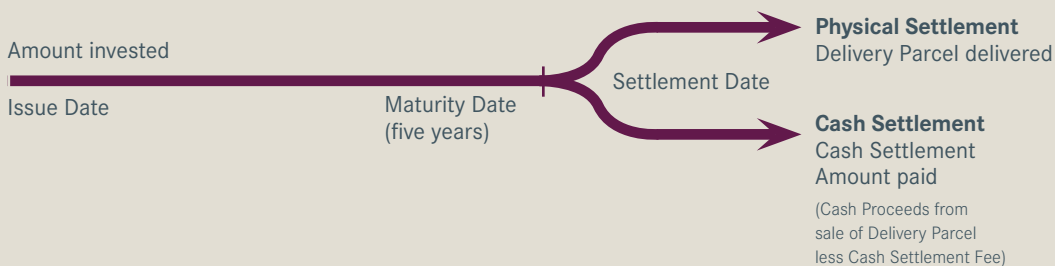 Amount invested
Issue Date
Maturity Date
(five years)
Settlement Date
Physical Settlement
Delivery Parcel delivered
Cash Settlement
Cash Settlement
Amount paid
(Cash Proceeds from
sale of Delivery Parcel
less Cash Settlement Fee)